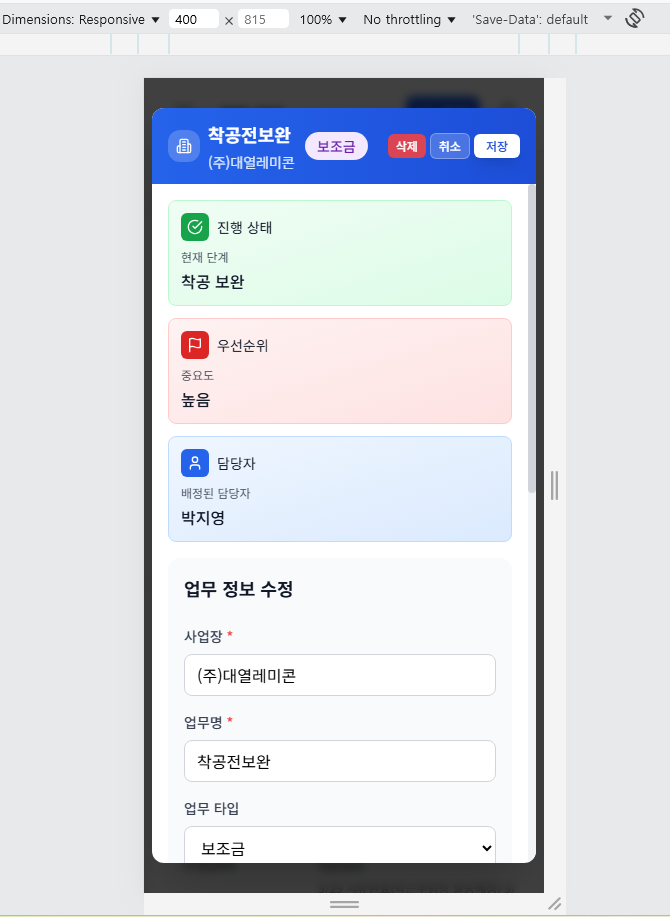 Dimensions: Responsive ▼ 400 × 815 100% ▼ No throttling ▼ 'Save-Data': default ▼
착공전보완
(주)대열레미콘
보조금
삭제 취소 저장
진행 상태
현재 단계
착공 보완
우선순위
중요도
높음
담당자
배정된 담당자
박지영
업무 정보 수정
사업장 *
(주)대열레미콘
업무명 *
착공전보완
업무 타입
보조금